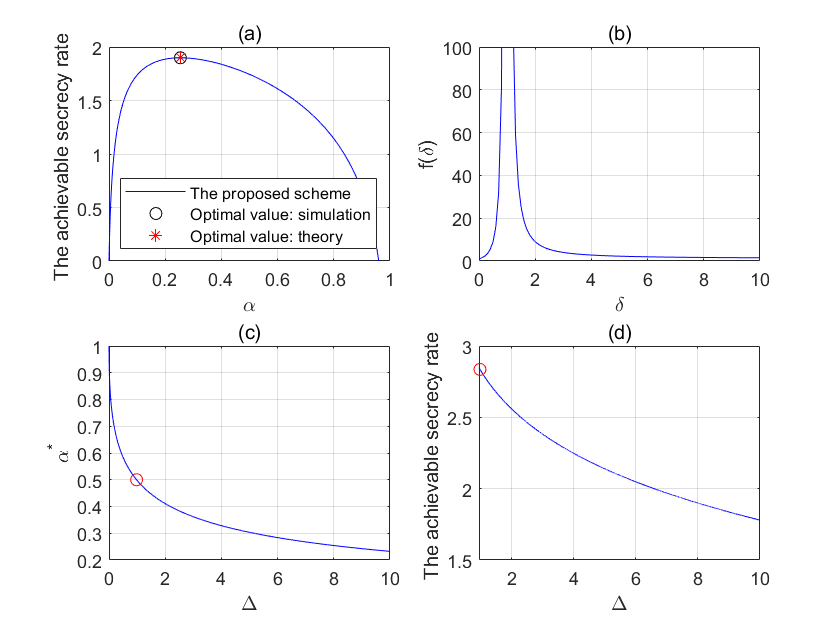 (a)
The achievable secrecy rate
2
1.5
1
0.5
0
0 0.2 0.4 0.6 0.8 1
α
The proposed scheme
Optimal value: simulation
Optimal value: theory
(b)
f(δ)
100
80
60
40
20
0
0 2 4 6 8 10
δ
(c)
α*
1
0.9
0.8
0.7
0.6
0.5
0.4
0.3
0.2
0 2 4 6 8 10
Δ
(d)
The achievable secrecy rate
3
2.5
2
1.5
2 4 6 8 10
Δ